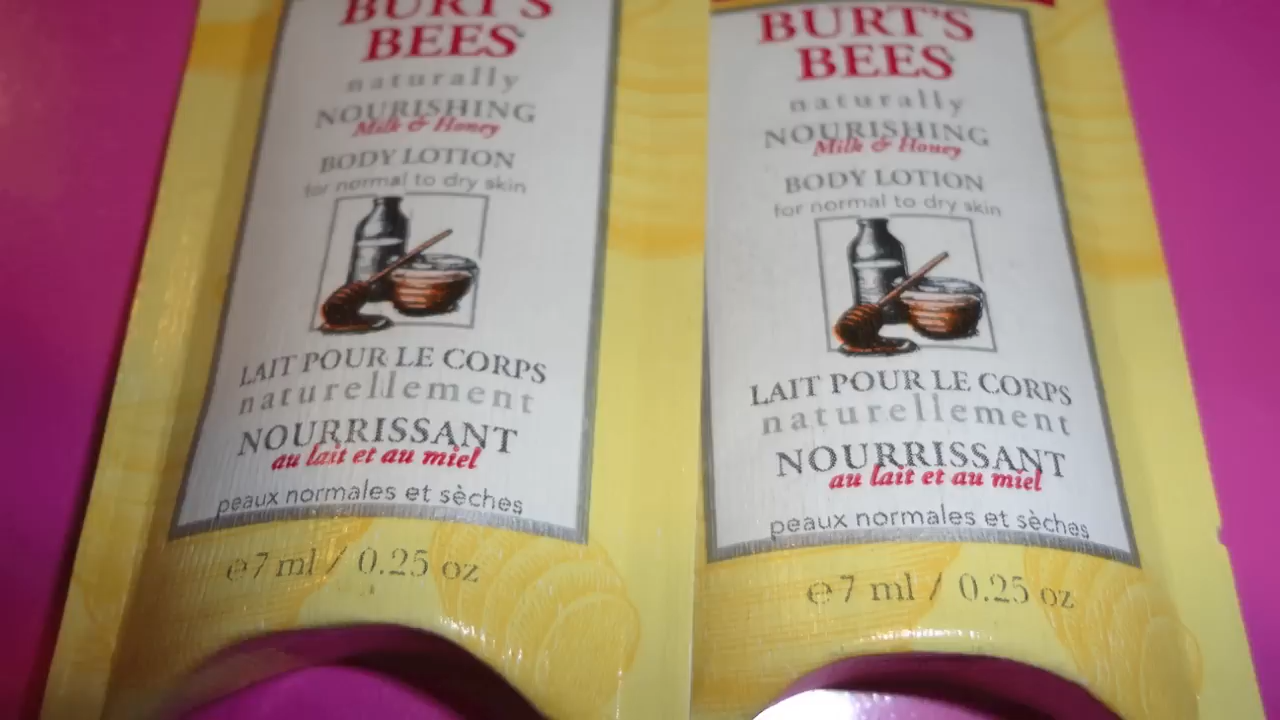 BURT'S
BEES
naturally
NOURISHING
Milk & Honey
BODY LOTION
for normal to dry skin
LAIT POUR LE CORPS
naturellement
NOURRISSANT
au lait et au miel
peaux normales et sèches
e 7 ml / 0.25 oz
BURT'S
BEES
naturally
NOURISHING
Milk & Honey
BODY LOTION
for normal to dry skin
LAIT POUR LE CORPS
naturellement
NOURRISSANT
au lait et au miel
peaux normales et sèches
e 7 ml / 0.25 oz